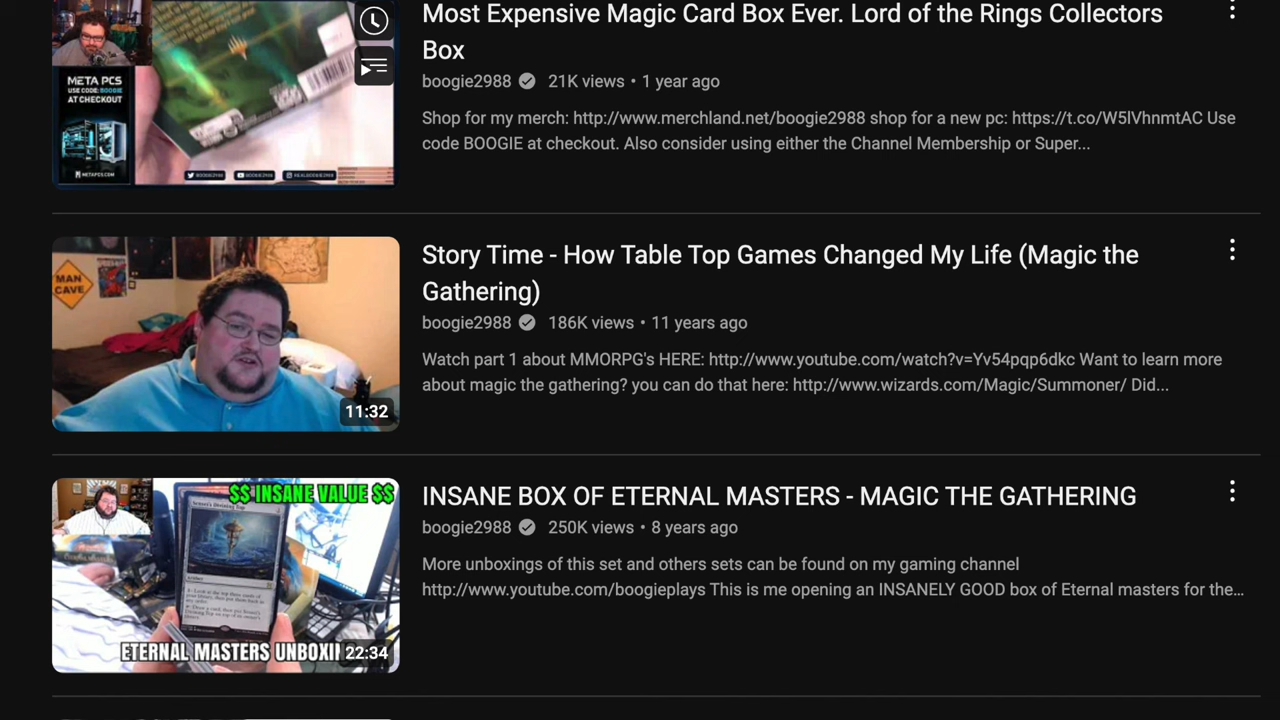 Most Expensive Magic Card Box Ever. Lord of the Rings Collectors
Box
boogie2988 21K views • 1 year ago
Shop for my merch: http://www.merchland.net/boogie2988 shop for a new pc: https://t.co/W5lVhnmtAC Use
code BOOGIE at checkout. Also consider using either the Channel Membership or Super...
META PCS
USE CODE: BOOGIE
AT CHECKOUT
METAPCS.COM
Story Time - How Table Top Games Changed My Life (Magic the
Gathering)
boogie2988 186K views • 11 years ago
Watch part 1 about MMORPG's HERE: http://www.youtube.com/watch?v=Yv54pqp6dkc Want to learn more
about magic the gathering? you can do that here: http://www.wizards.com/Magic/Summoner/ Did...
MAN
CAVE
11:32
INSANE BOX OF ETERNAL MASTERS - MAGIC THE GATHERING
boogie2988 250K views • 8 years ago
More unboxings of this set and others sets can be found on my gaming channel
http://www.youtube.com/boogieplays This is me opening an INSANELY GOOD box of Eternal masters for the...
$$ INSANE VALUE $$
Sensei's Divining Top
Artifact
ETERNAL MASTERS UNBOXIN
22:34